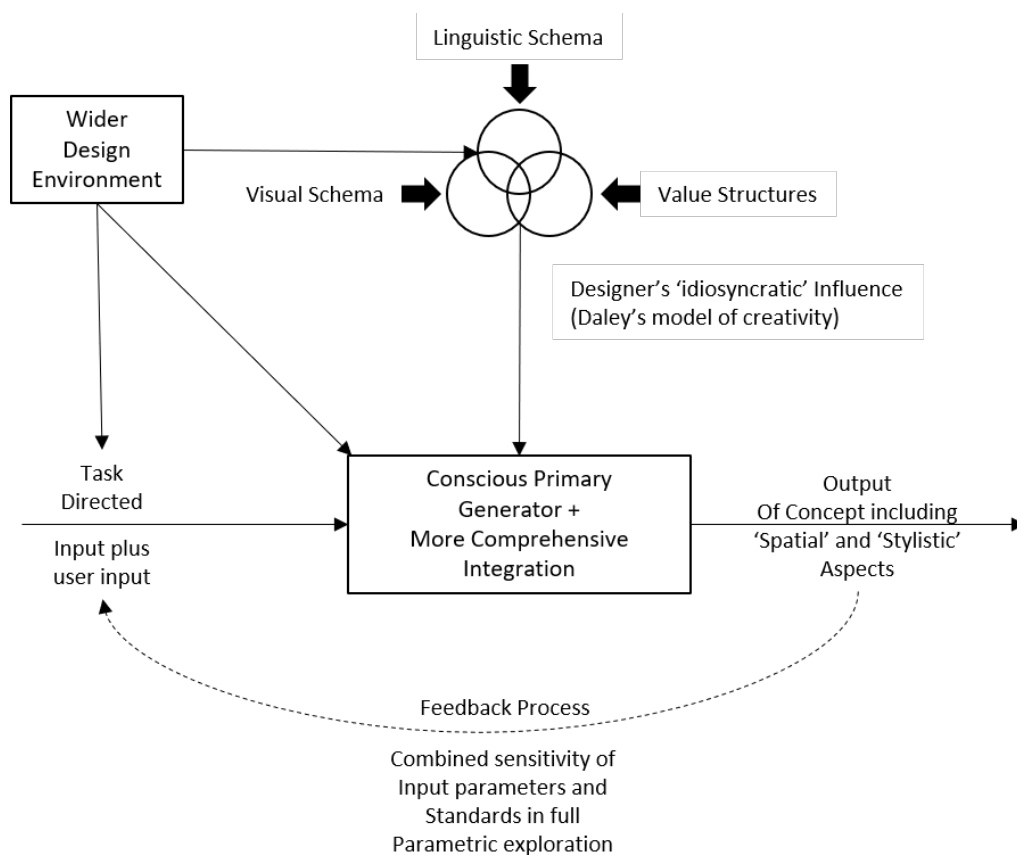 Linguistic Schema
Wider
Design
Environment
Visual Schema
Value Structures
Designer's 'idiosyncratic' Influence
(Daley's model of creativity)
Task
Directed
Input plus
user input
Conscious Primary
Generator +
More Comprehensive
Integration
Output
Of Concept including
'Spatial' and 'Stylistic'
Aspects
Feedback Process
Combined sensitivity of
Input parameters and
Standards in full
Parametric exploration